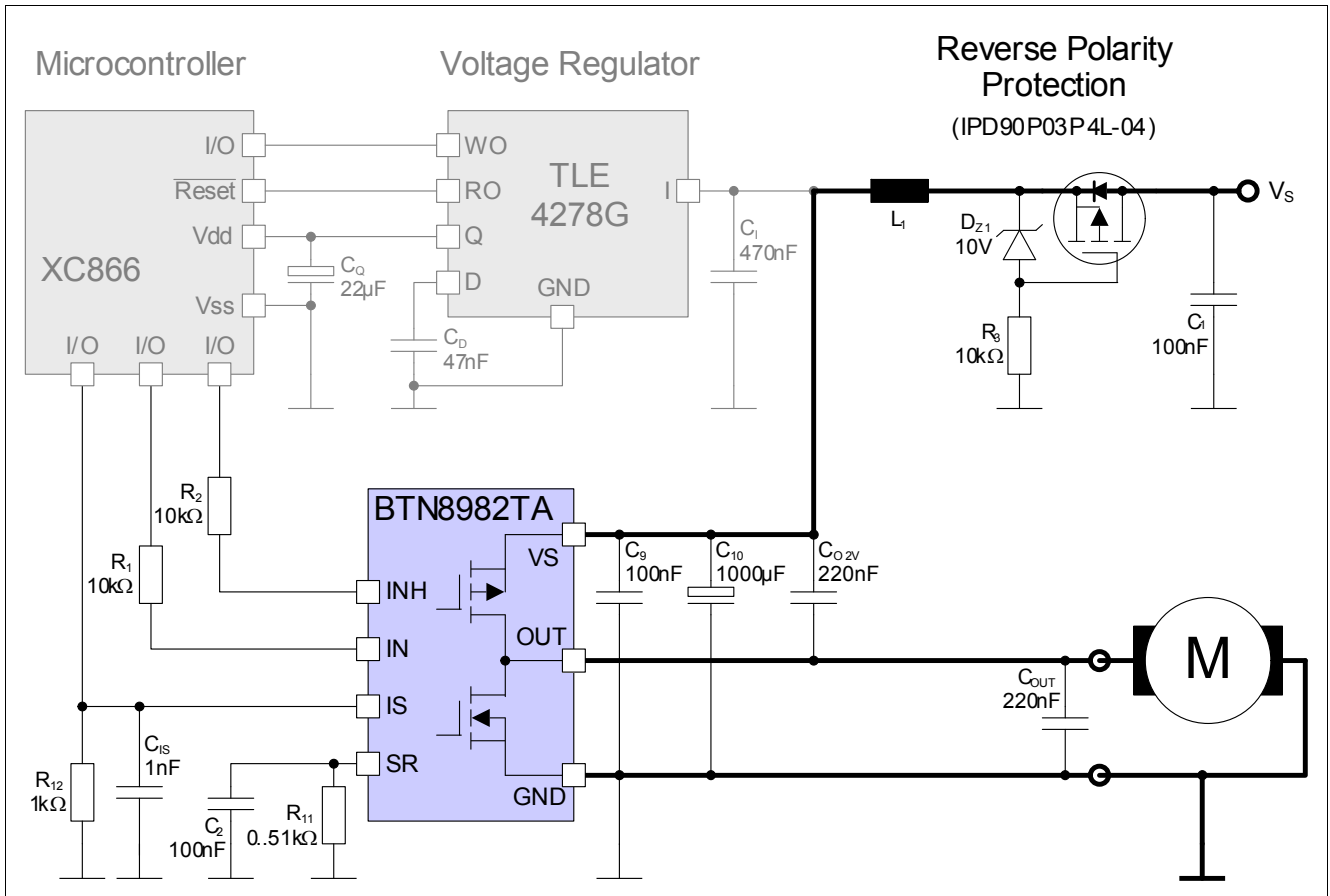 Microcontroller
Voltage Regulator
Reverse Polarity
Protection
(IPD90P03P4L-04)
I/O
Reset
Vdd
XC866
Vss
I/O
I/O
I/O
WO
RO
Q
D
TLE
4278G
I
GND
CQ
22µF
CD
47nF
CI
470nF
L1
DZ1
10V
R3
10kΩ
C1
100nF
VS
R2
10kΩ
R1
10kΩ
BTN8982TA
VS
INH
IN
IS
SR
OUT
GND
C9
100nF
C10
1000µF
CO2V
220nF
COUT
220nF
M
R12
1kΩ
CIS
1nF
C2
100nF
R11
0..51kΩ